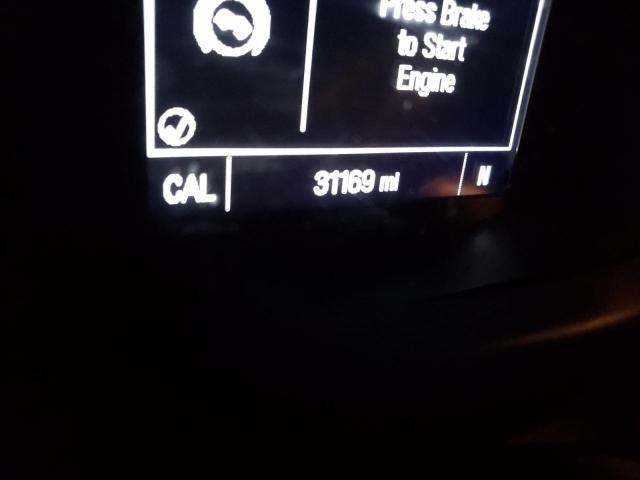 Press Brake
to Start
Engine
CAL 31169 mi N